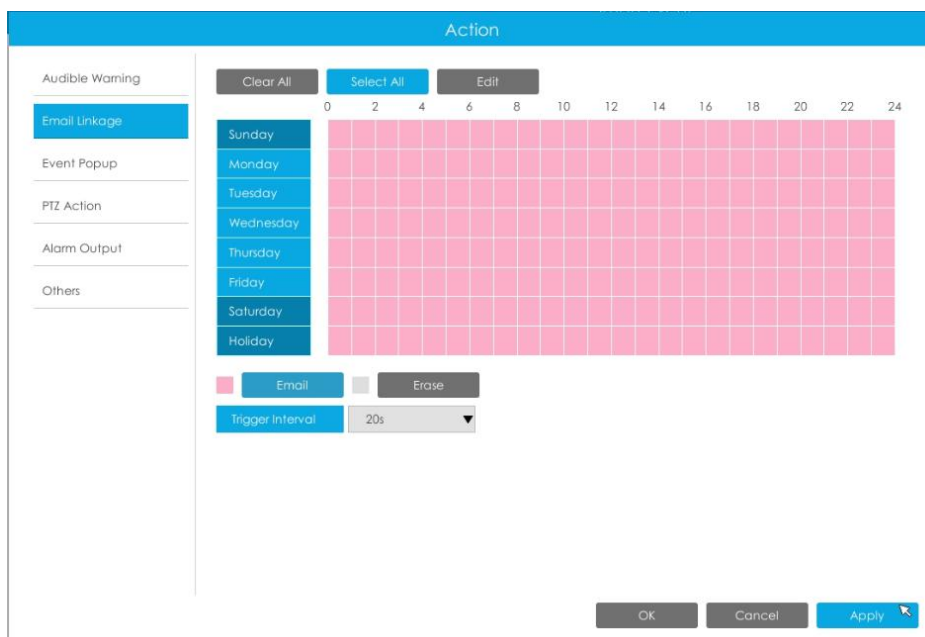 Action
Audible Warning
Email Linkage
Event Popup
PTZ Action
Alarm Output
Others
Clear All Select All Edit
0 2 4 6 8 10 12 14 16 18 20 22 24
Sunday
Monday
Tuesday
Wednesday
Thursday
Friday
Saturday
Holiday
Email Erase
Trigger Interval 20s
OK Cancel Apply